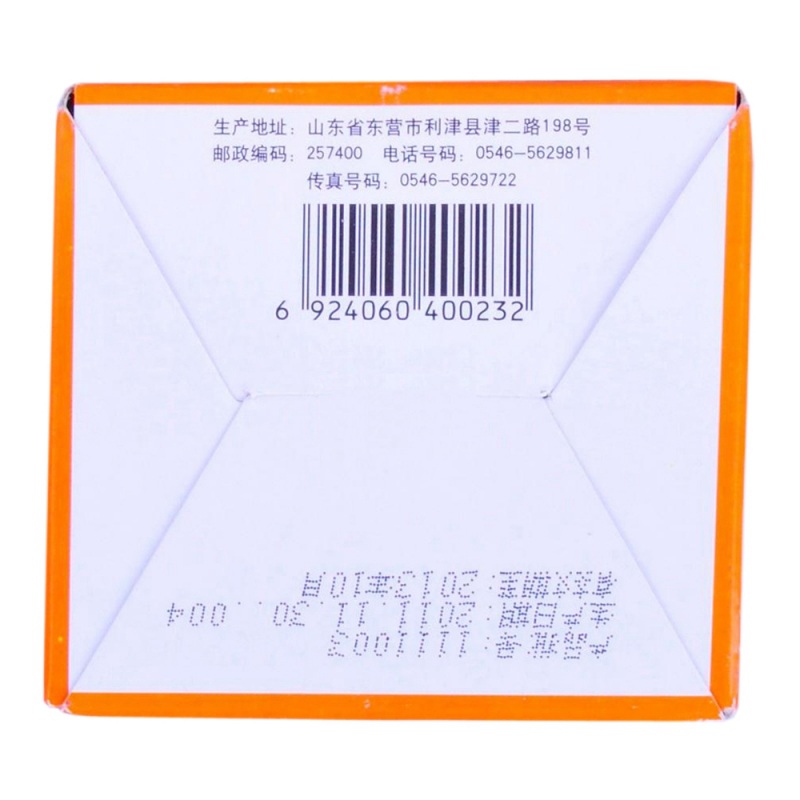 生产地址：山东省东营市利津县津二路198号
邮政编码：257400 电话号码：0546-5629811
传真号码：0546-5629722
6 924060 400232
产品批号：1111003
生产日期：2011.11.30 ..004
有效期至：2013年10月